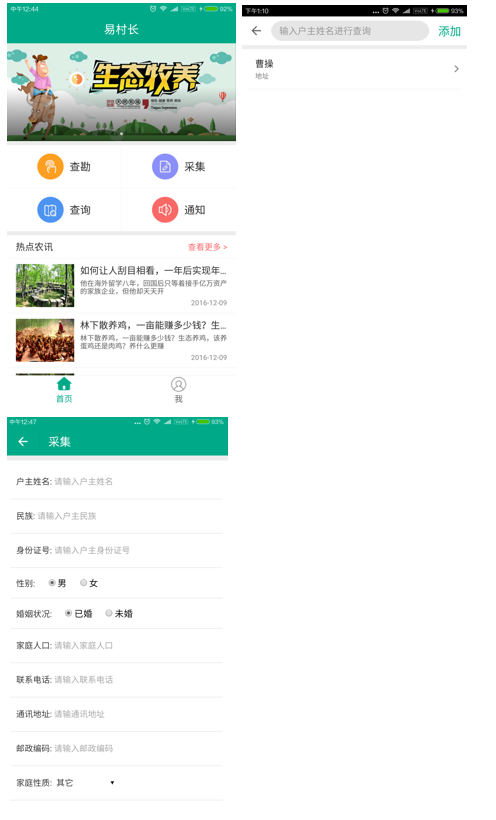 中午12:44
92%
易村长
生态牧养
查勘
采集
查询
通知
热点农讯
查看更多 >
如何让人刮目相看，一年后实现年...
他在海外留学八年，回国后只等着接手亿万资产
的家族企业，但他却天天开
2016-12-09
林下散养鸡，一亩能赚多少钱？生...
林下散养鸡，一亩能赚多少钱？生态养鸡，该养
蛋鸡还是肉鸡？养什么更赚
2016-12-09
首页
我
下午1:10
... VoLTE 93%
输入户主姓名进行查询
添加
曹操
地址
中午12:47
... VoLTE 93%
采集
户主姓名: 请输入户主姓名
民族: 请输入户主民族
身份证号: 请输入户主身份证号
性别: 男 女
婚姻状况: 已婚 未婚
家庭人口: 请输入家庭人口
联系电话: 请输入联系电话
通讯地址: 请输通讯地址
邮政编码: 请输入邮政编码
家庭性质: 其它